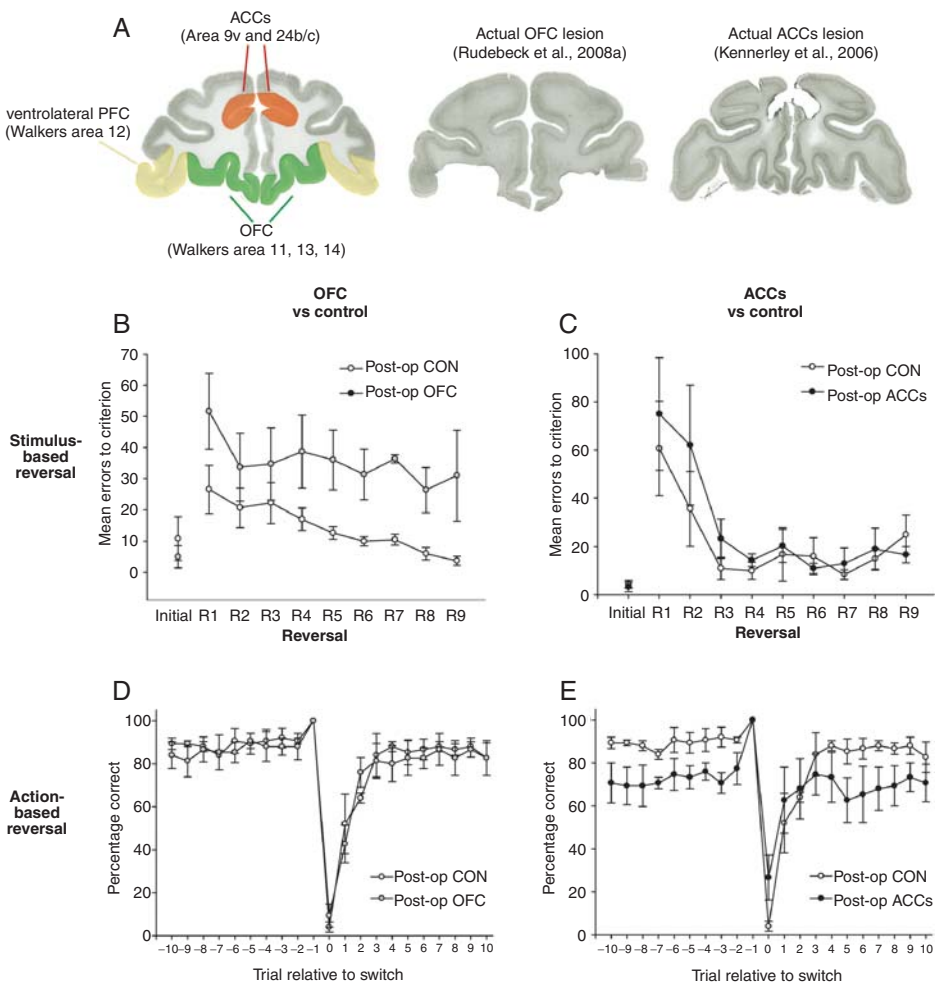 A
ACCs
(Area 9v and 24b/c)
Actual OFC lesion
(Rudebeck et al., 2008a)
Actual ACCs lesion
(Kennerley et al., 2006)
ventrolateral PFC
(Walkers area 12)
OFC
(Walkers area 11, 13, 14)
OFC
vs control
ACCs
vs control
Stimulus-
based
reversal
B
Mean errors to criterion
70
60
50
40
30
20
10
0
Post-op CON
Post-op OFC
Initial R1 R2 R3 R4 R5 R6 R7 R8 R9
Reversal
C
Mean errors to criterion
100
80
60
40
20
0
Post-op CON
Post-op ACCs
Initial R1 R2 R3 R4 R5 R6 R7 R8 R9
Reversal
Action-
based
reversal
D
Percentage correct
100
80
60
40
20
0
Post-op CON
Post-op OFC
−10 −9 −8 −7 −6 −5 −4 −3 −2 −1 0 1 2 3 4 5 6 7 8 9 10
Trial relative to switch
E
Percentage correct
100
80
60
40
20
0
Post-op CON
Post-op ACCs
−10 −9 −8 −7 −6 −5 −4 −3 −2 −1 0 1 2 3 4 5 6 7 8 9 10
Trial relative to switch